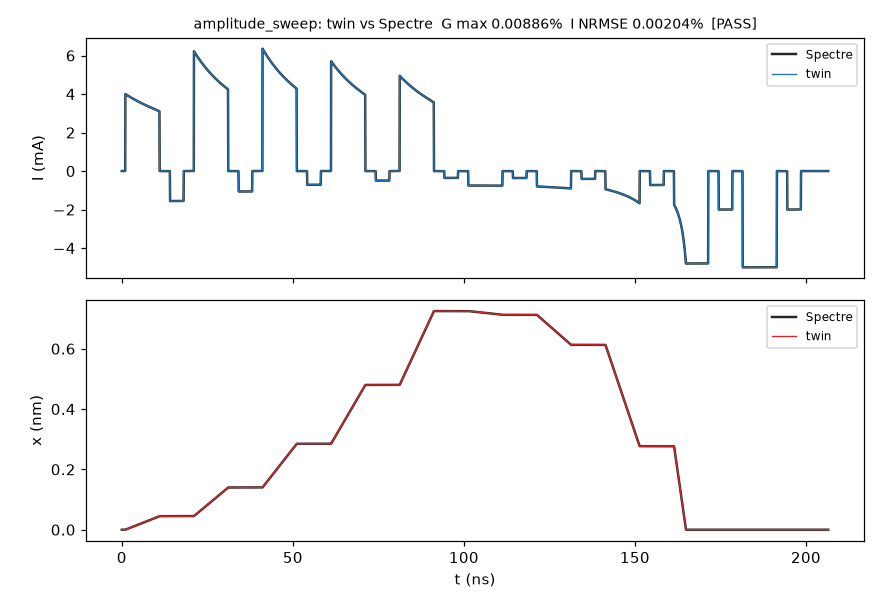 amplitude_sweep: twin vs Spectre  G max 0.00886%  I NRMSE 0.00204%  [PASS]
I (mA)
6
4
2
0
−2
−4
Spectre
twin
x (nm)
0.6
0.4
0.2
0.0
Spectre
twin
0
50
100
150
200
t (ns)